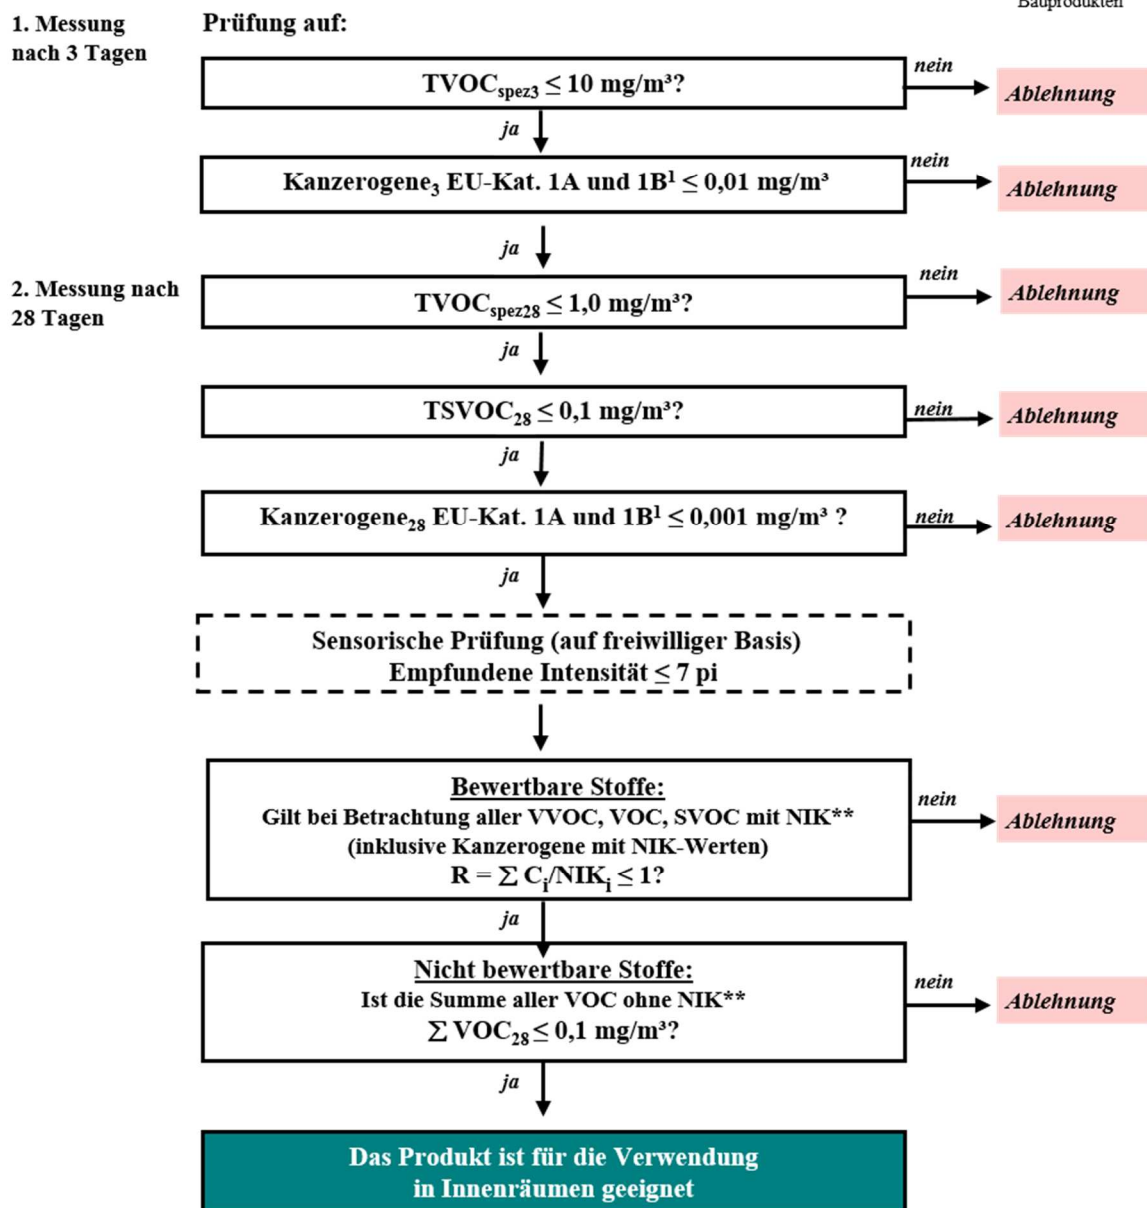 Bauprodukten
1. Messung
nach 3 Tagen
Prüfung auf:
TVOCspez3 ≤ 10 mg/m³?
nein
Ablehnung
ja
Kanzerogene3 EU-Kat. 1A und 1B¹ ≤ 0,01 mg/m³
nein
Ablehnung
ja
2. Messung nach
28 Tagen
TVOCspez28 ≤ 1,0 mg/m³?
nein
Ablehnung
ja
TSVOC28 ≤ 0,1 mg/m³?
nein
Ablehnung
ja
Kanzerogene28 EU-Kat. 1A und 1B¹ ≤ 0,001 mg/m³ ?
nein
Ablehnung
ja
Sensorische Prüfung (auf freiwilliger Basis)
Empfundene Intensität ≤ 7 pi
Bewertbare Stoffe:
Gilt bei Betrachtung aller VVOC, VOC, SVOC mit NIK**
(inklusive Kanzerogene mit NIK-Werten)
R = ∑ Ci/NIKi ≤ 1?
nein
Ablehnung
ja
Nicht bewertbare Stoffe:
Ist die Summe aller VOC ohne NIK**
∑ VOC28 ≤ 0,1 mg/m³?
nein
Ablehnung
ja
Das Produkt ist für die Verwendung
in Innenräumen geeignet